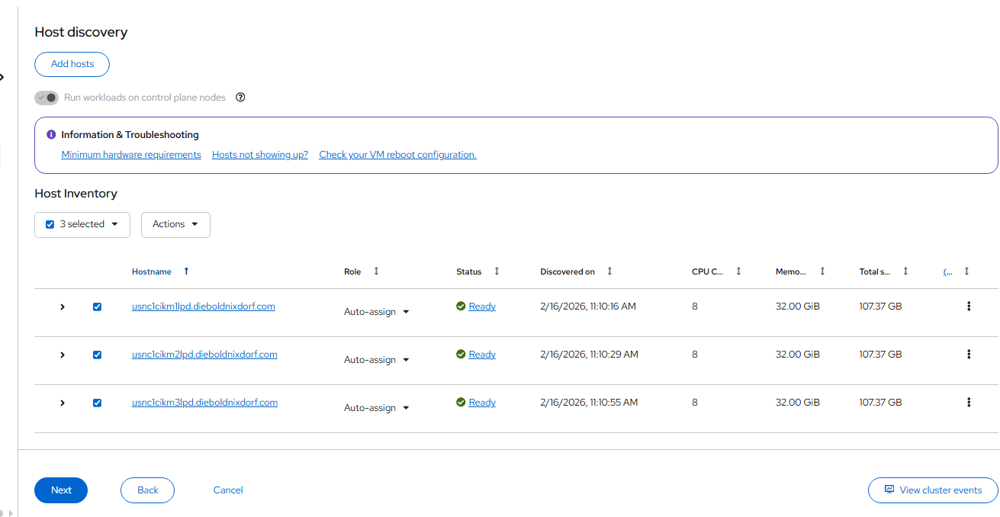 Host discovery
Add hosts
Run workloads on control plane nodes
Information & Troubleshooting
Minimum hardware requirements Hosts not showing up? Check your VM reboot configuration.
Host Inventory
3 selected Actions
Hostname Role Status Discovered on CPU C... Memo... Total s... (...
usnc1cikm1lpd.dieboldnixdorf.com Auto-assign Ready 2/16/2026, 11:10:16 AM 8 32.00 GiB 107.37 GB
usnc1cikm2lpd.dieboldnixdorf.com Auto-assign Ready 2/16/2026, 11:10:29 AM 8 32.00 GiB 107.37 GB
usnc1cikm3lpd.dieboldnixdorf.com Auto-assign Ready 2/16/2026, 11:10:55 AM 8 32.00 GiB 107.37 GB
Next Back Cancel View cluster events